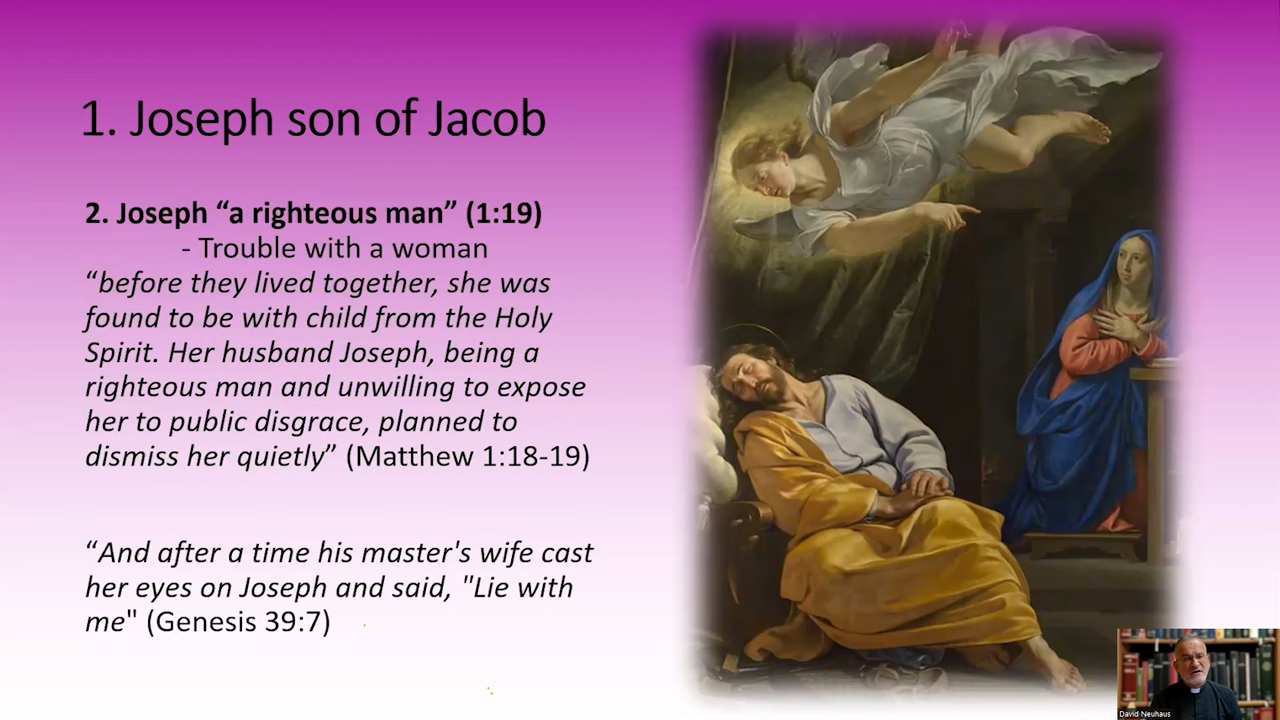 1. Joseph son of Jacob
2. Joseph “a righteous man” (1:19)
- Trouble with a woman
“before they lived together, she was
found to be with child from the Holy
Spirit. Her husband Joseph, being a
righteous man and unwilling to expose
her to public disgrace, planned to
dismiss her quietly” (Matthew 1:18-19)
“And after a time his master's wife cast
her eyes on Joseph and said, "Lie with
me" (Genesis 39:7)
David Neuhaus